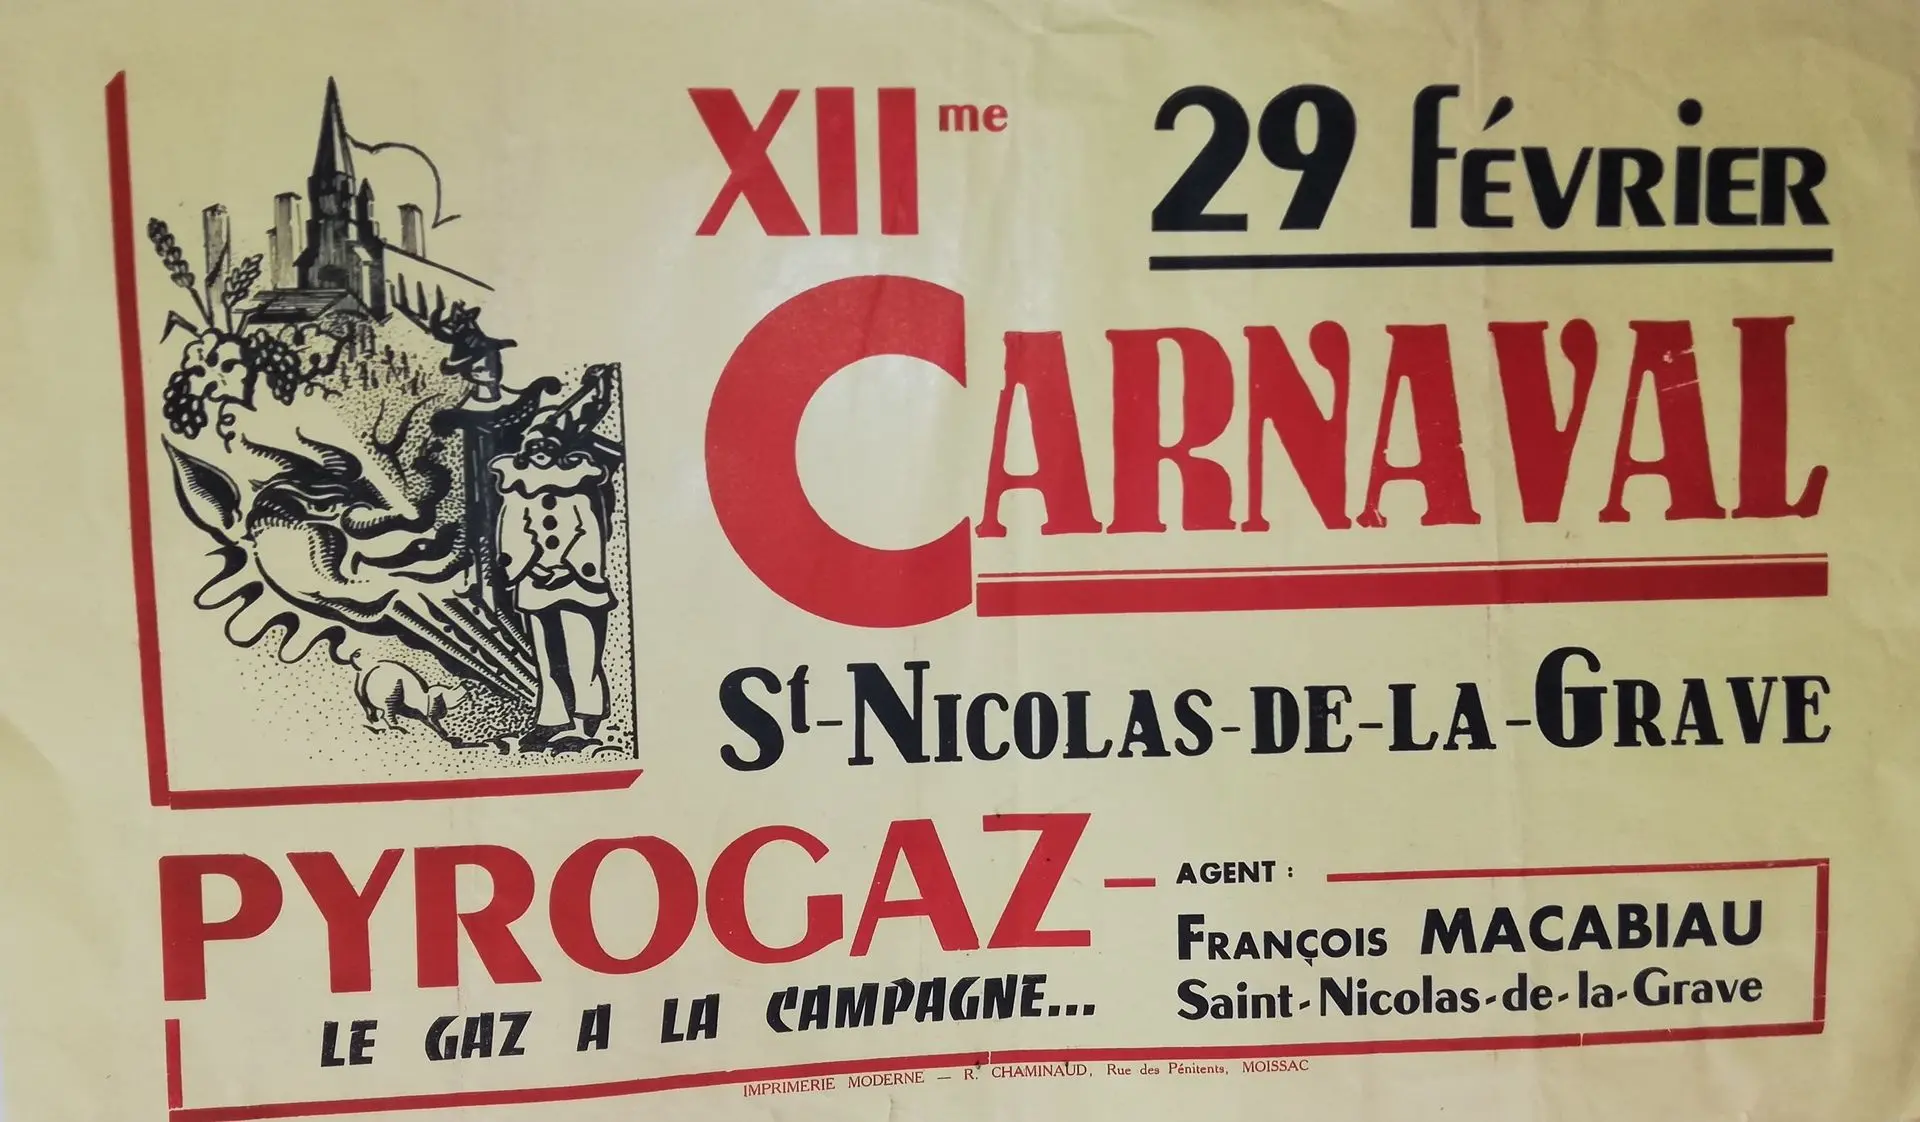 XIIme
29 FÉVRIER
CARNAVAL
St-NICOLAS-DE-LA-GRAVE
PYROGAZ-
LE GAZ A LA CAMPAGNE...
AGENT :
FRANÇOIS MACABIAU
Saint-Nicolas-de-la-Grave
IMPRIMERIE MODERNE — R. CHAMINAUD, Rue des Pénitents, MOISSAC